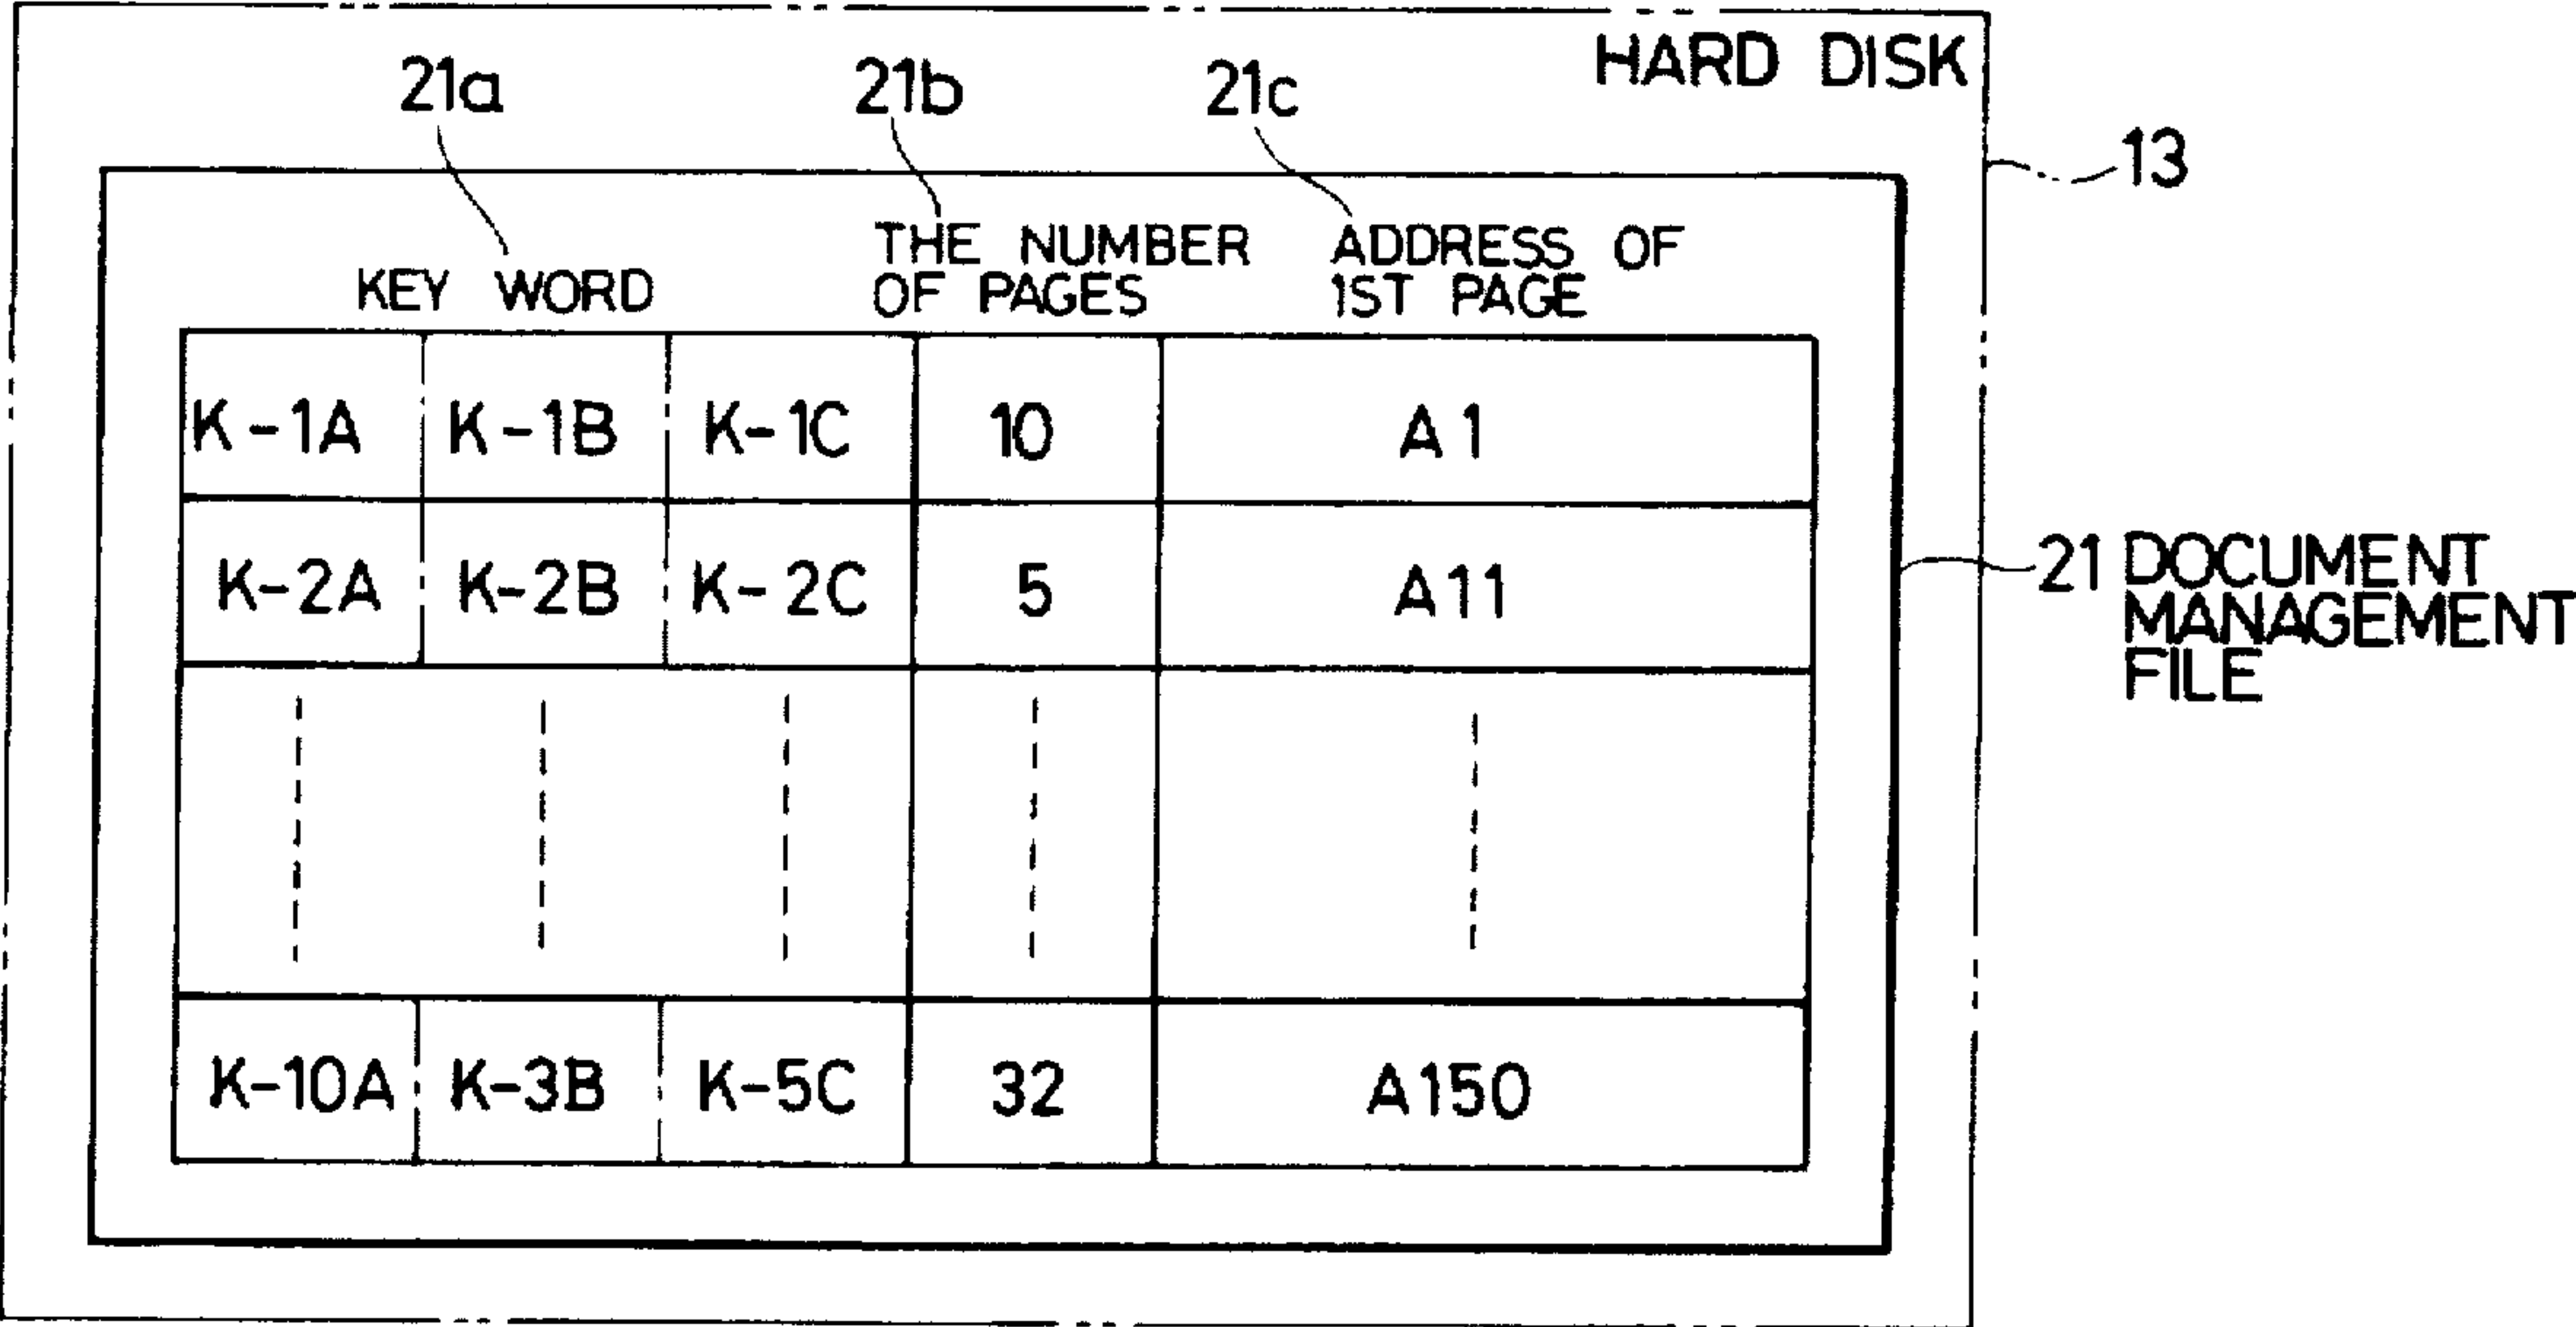 HARD DISK
21a 21b 21c
13
THE NUMBER ADDRESS OF
KEY WORD OF PAGES 1ST PAGE
K-1A K-1B K-1C 10 A1
K-2A K-2B K-2C 5 A11
21 DOCUMENT
MANAGEMENT
FILE
K-10A K-3B K-5C 32 A150